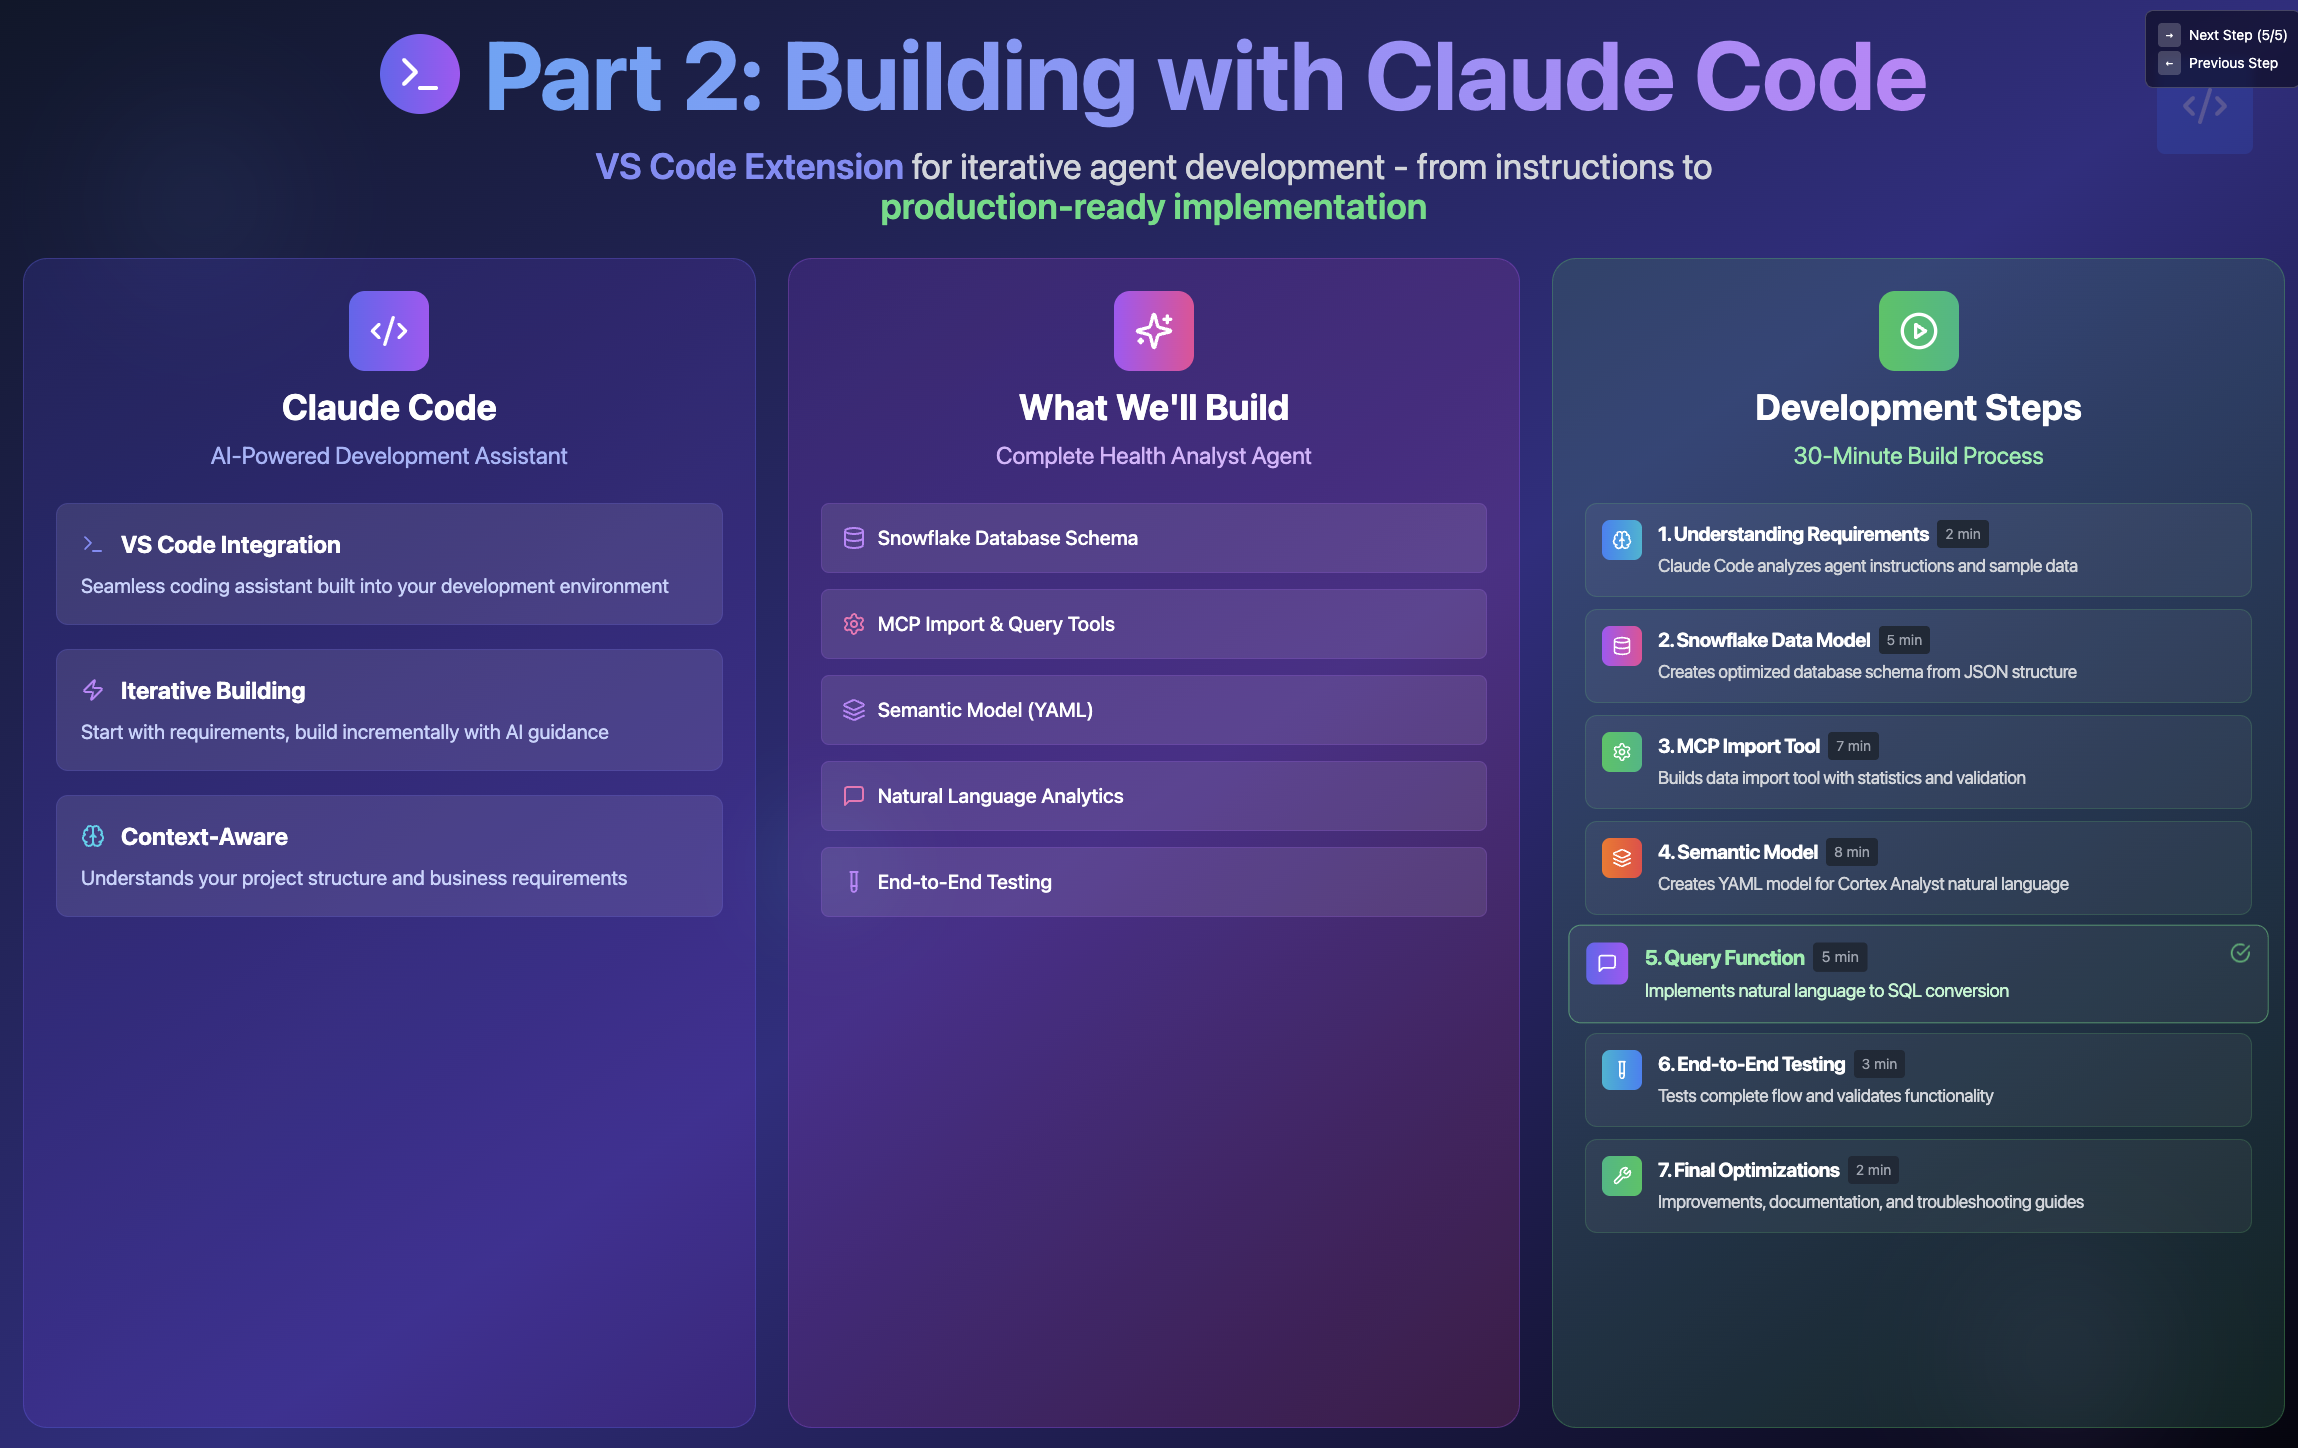 → Next Step (5/5)
← Previous Step
Part 2: Building with Claude Code
VS Code Extension for iterative agent development - from instructions to
production-ready implementation
Claude Code
AI-Powered Development Assistant
VS Code Integration
Seamless coding assistant built into your development environment
Iterative Building
Start with requirements, build incrementally with AI guidance
Context-Aware
Understands your project structure and business requirements
What We'll Build
Complete Health Analyst Agent
Snowflake Database Schema
MCP Import & Query Tools
Semantic Model (YAML)
Natural Language Analytics
End-to-End Testing
Development Steps
30-Minute Build Process
1. Understanding Requirements 2 min
Claude Code analyzes agent instructions and sample data
2. Snowflake Data Model 5 min
Creates optimized database schema from JSON structure
3. MCP Import Tool 7 min
Builds data import tool with statistics and validation
4. Semantic Model 8 min
Creates YAML model for Cortex Analyst natural language
5. Query Function 5 min
Implements natural language to SQL conversion
6. End-to-End Testing 3 min
Tests complete flow and validates functionality
7. Final Optimizations 2 min
Improvements, documentation, and troubleshooting guides